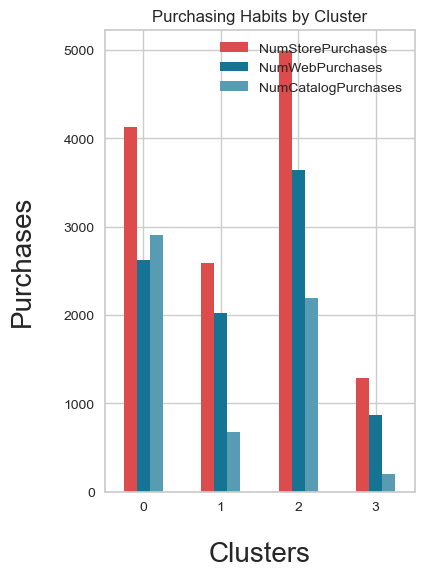 Purchasing Habits by Cluster
NumStorePurchases
NumWebPurchases
NumCatalogPurchases
5000
4000
3000
2000
1000
0
Purchases
0 1 2 3
Clusters